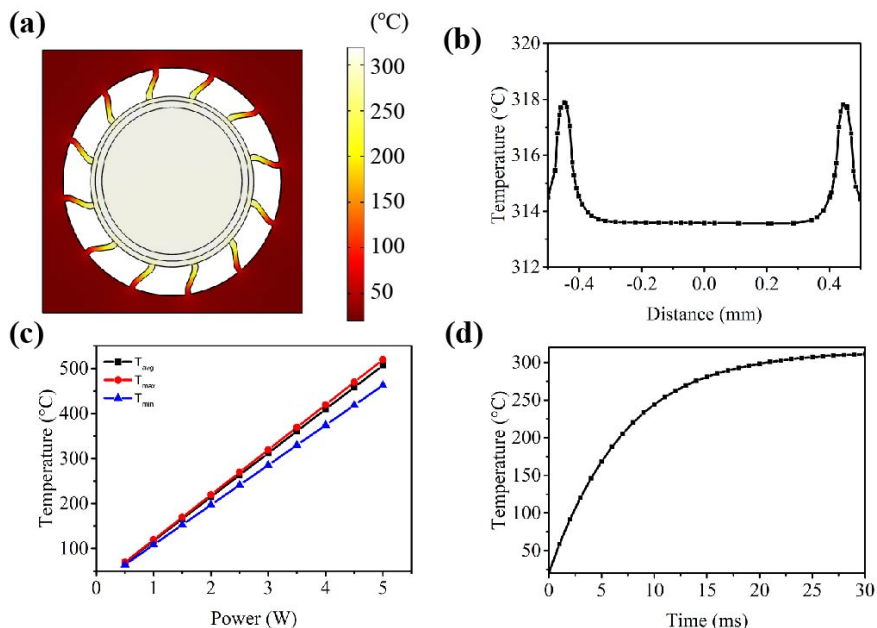 (a)
(°C)
300
250
200
150
100
50
(b)
320
318
316
314
312
Temperature (°C)
-0.4
-0.2
0.0
0.2
0.4
Distance (mm)
(c)
500
400
300
200
100
Temperature (°C)
T_avg
T_max
T_min
0
1
2
3
4
5
Power (W)
(d)
300
250
200
150
100
50
Temperature (°C)
0
5
10
15
20
25
30
Time (ms)